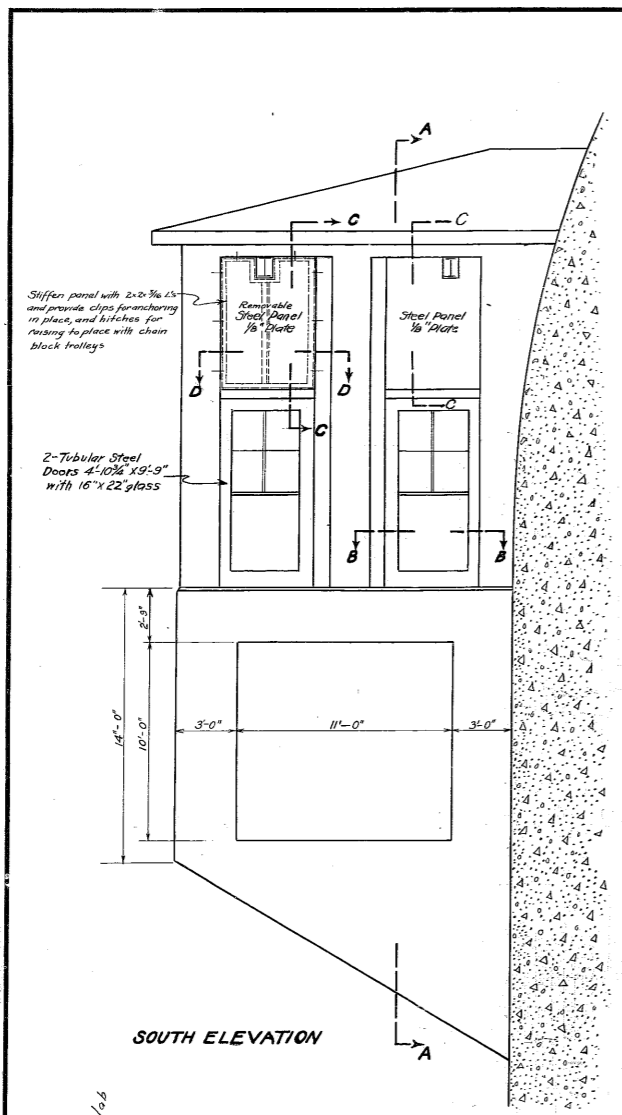 A
C
C
Stiffen panel with 2x2x3/16 L's
and provide clips for anchoring
in place, and hitches for
raising to place with chain
block trolleys
Removable
Steel Panel
1/8" Plate
Steel Panel
1/8" Plate
D
D
C
C
2-Tubular Steel
Doors 4'-10 3/4" X 9'-9"
with 16" X 22" glass
B
B
2'-9"
14'-0"
10'-0"
3'-0"
11'-0"
3'-0"
A
SOUTH ELEVATION
lab